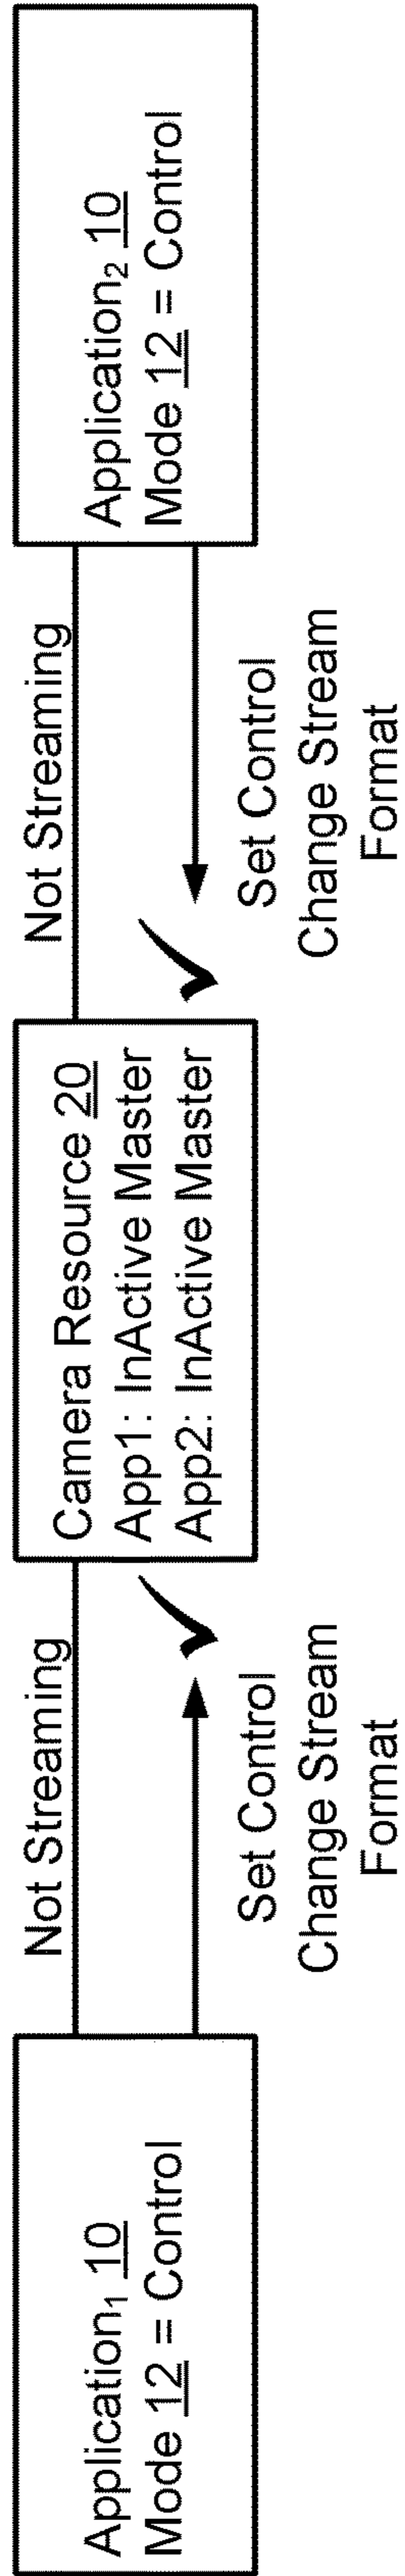 Application₁ 10
Mode 12 = Control
Not Streaming
Set Control
Change Stream
Format
Camera Resource 20
App1: InActive Master
App2: InActive Master
Not Streaming
Set Control
Change Stream
Format
Application₂ 10
Mode 12 = Control